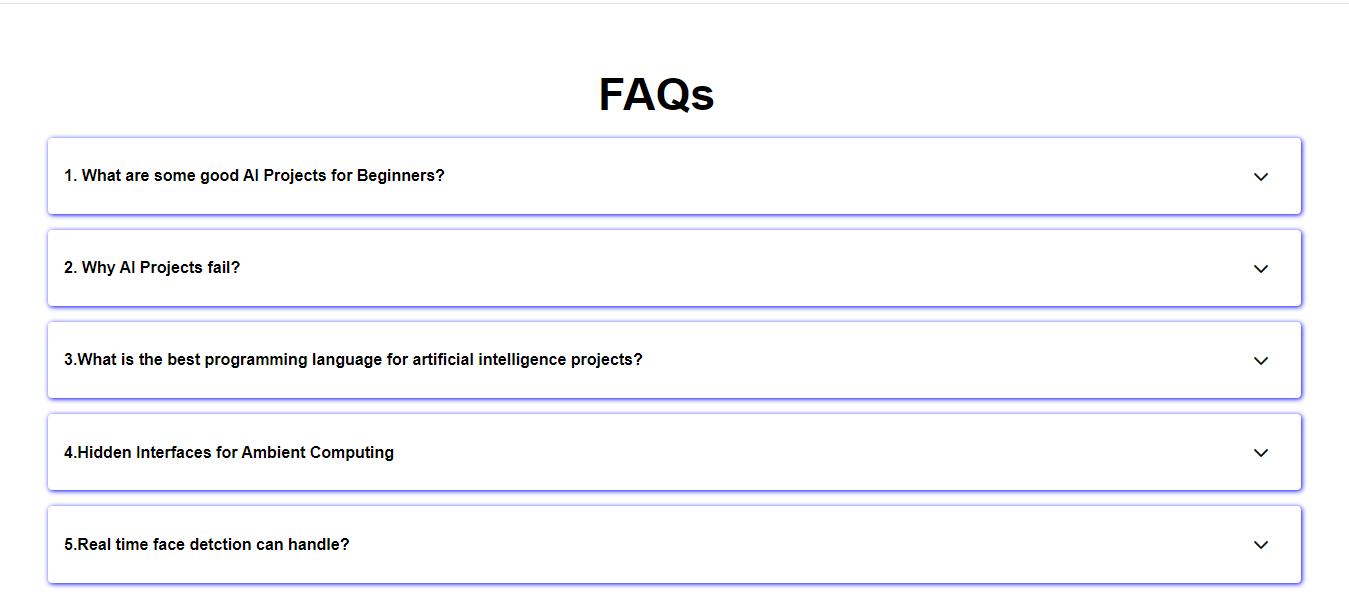 FAQs
1. What are some good AI Projects for Beginners?
2. Why AI Projects fail?
3.What is the best programming language for artificial intelligence projects?
4.Hidden Interfaces for Ambient Computing
5.Real time face detction can handle?